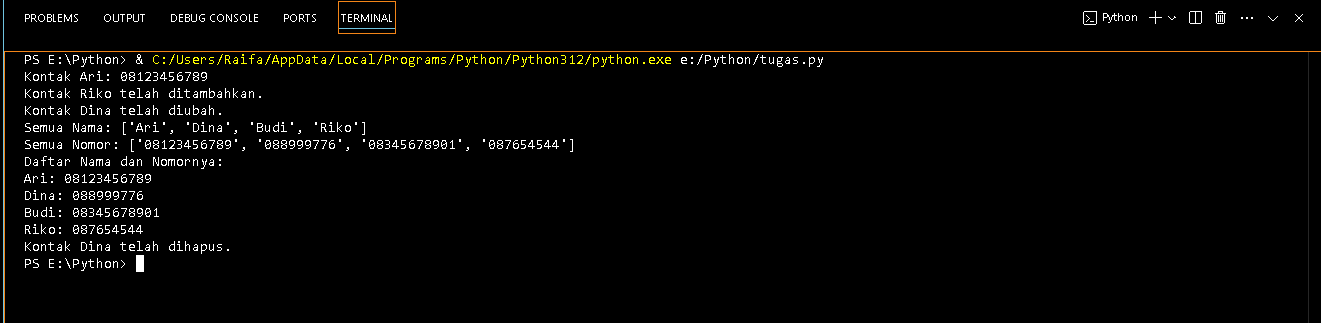 PROBLEMS OUTPUT DEBUG CONSOLE PORTS TERMINAL Python
PS E:\Python> & C:/Users/Raifa/AppData/Local/Programs/Python/Python312/python.exe e:/Python/tugas.py
Kontak Ari: 08123456789
Kontak Riko telah ditambahkan.
Kontak Dina telah diubah.
Semua Nama: ['Ari', 'Dina', 'Budi', 'Riko']
Semua Nomor: ['08123456789', '088999776', '08345678901', '087654544']
Daftar Nama dan Nomornya:
Ari: 08123456789
Dina: 088999776
Budi: 08345678901
Riko: 087654544
Kontak Dina telah dihapus.
PS E:\Python>